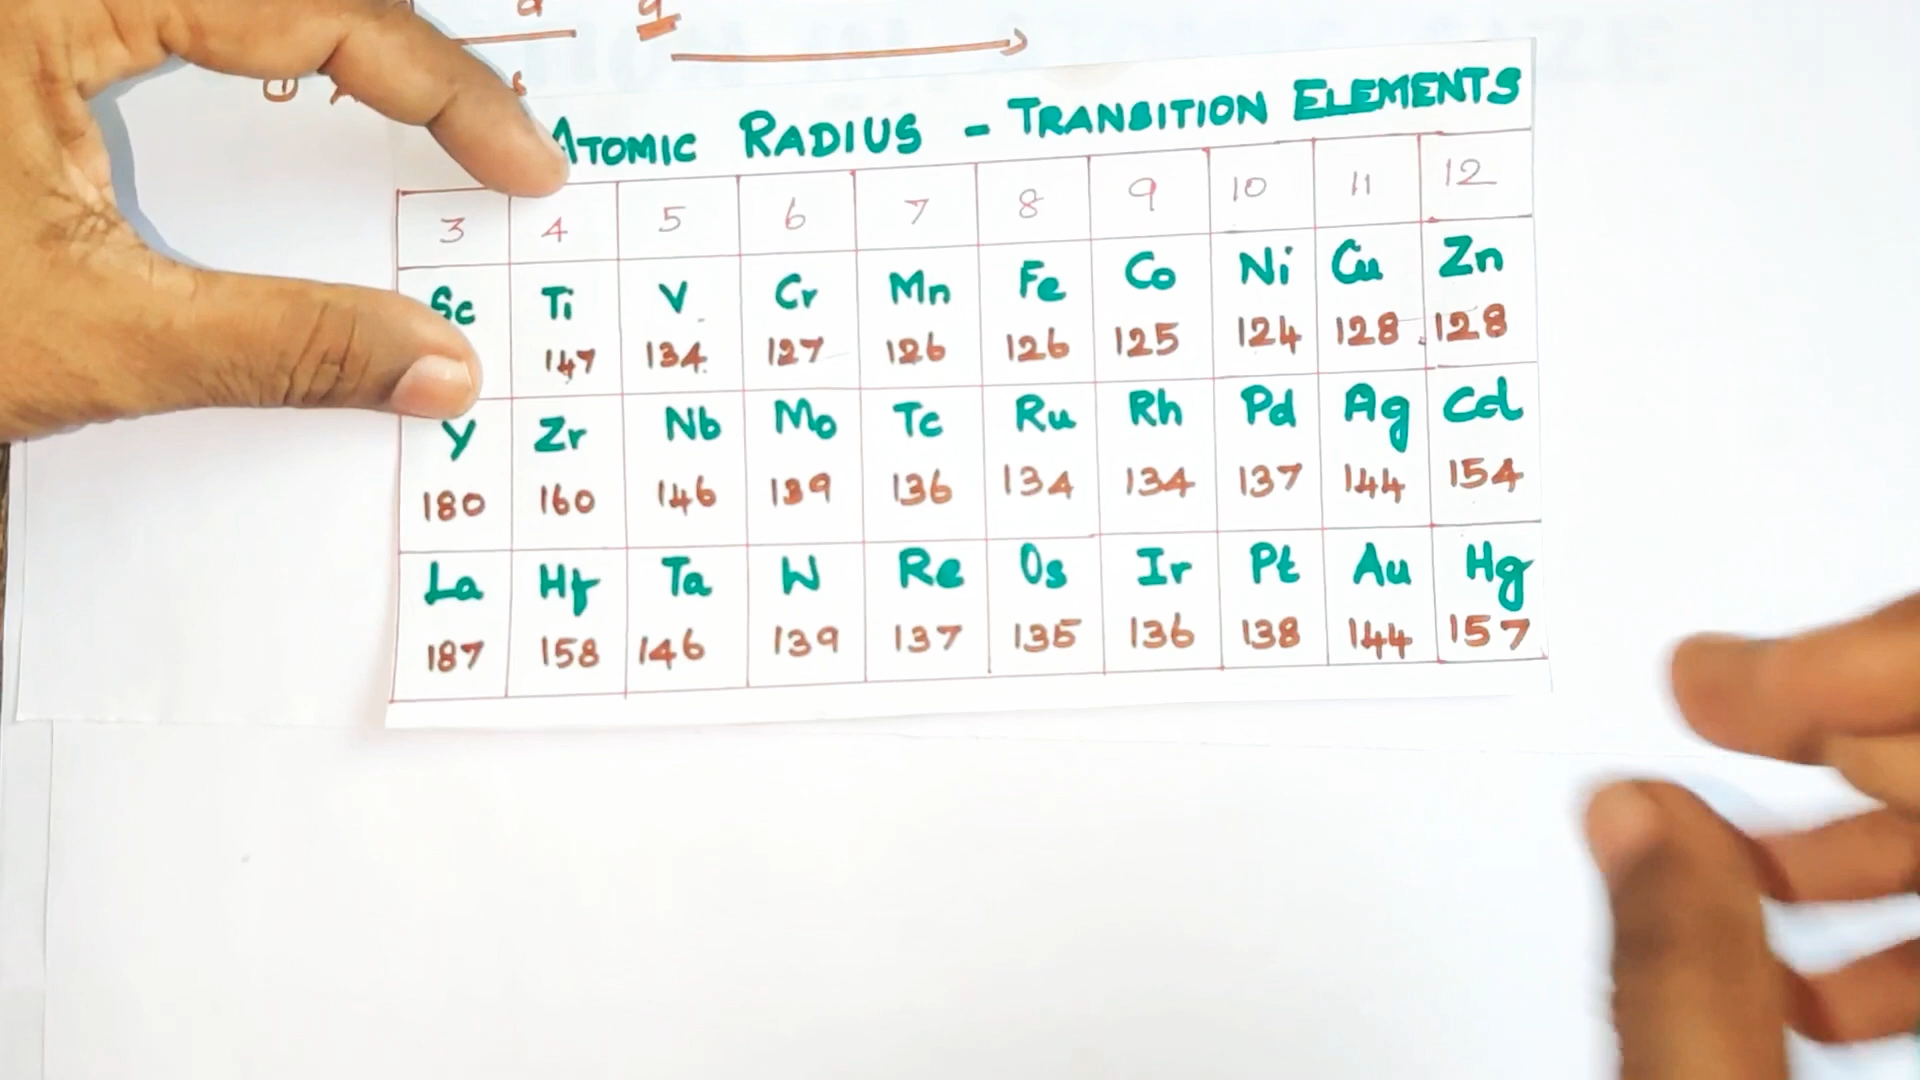 ATOMIC RADIUS - TRANSITION ELEMENTS
3 4 5 6 7 8 9 10 11 12
Sc Ti V Cr Mn Fe Co Ni Cu Zn
147 134 127 126 126 125 124 128 128
Y Zr Nb Mo Tc Ru Rh Pd Ag Cd
180 160 146 139 136 134 134 137 144 154
La Hf Ta W Re Os Ir Pt Au Hg
187 158 146 139 137 135 136 138 144 157